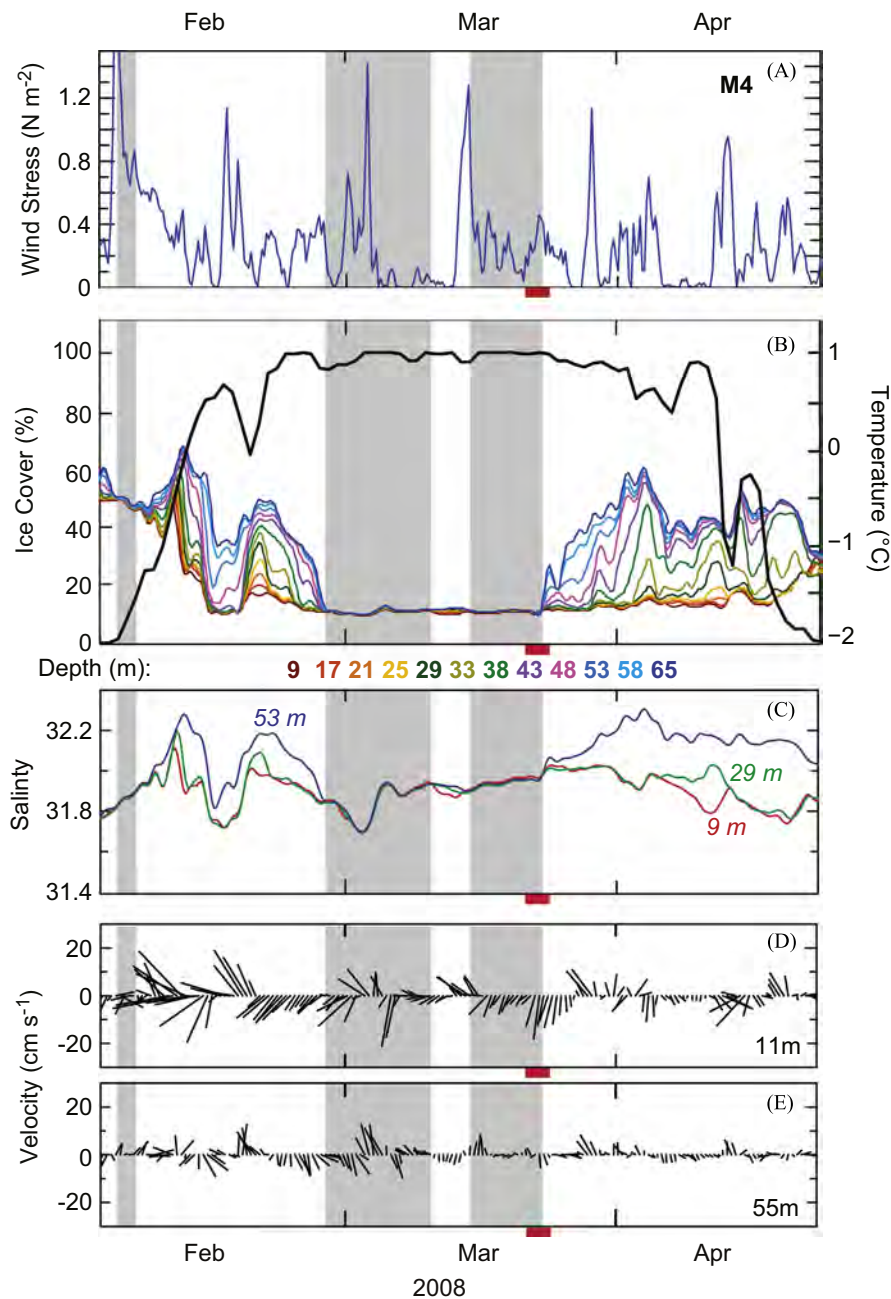 Feb Mar Apr
M4 (A)
Wind Stress (N m⁻²)
1.2
0.8
0.4
0
(B)
Ice Cover (%)
100
80
60
40
20
0
Temperature (°C)
1
0
−1
−2
Depth (m): 9 17 21 25 29 33 38 43 48 53 58 65
(C)
Salinity
32.2
31.8
31.4
53 m
29 m
9 m
Velocity (cm s⁻¹)
(D)
20
0
-20
11m
(E)
20
0
-20
55m
Feb Mar Apr
2008